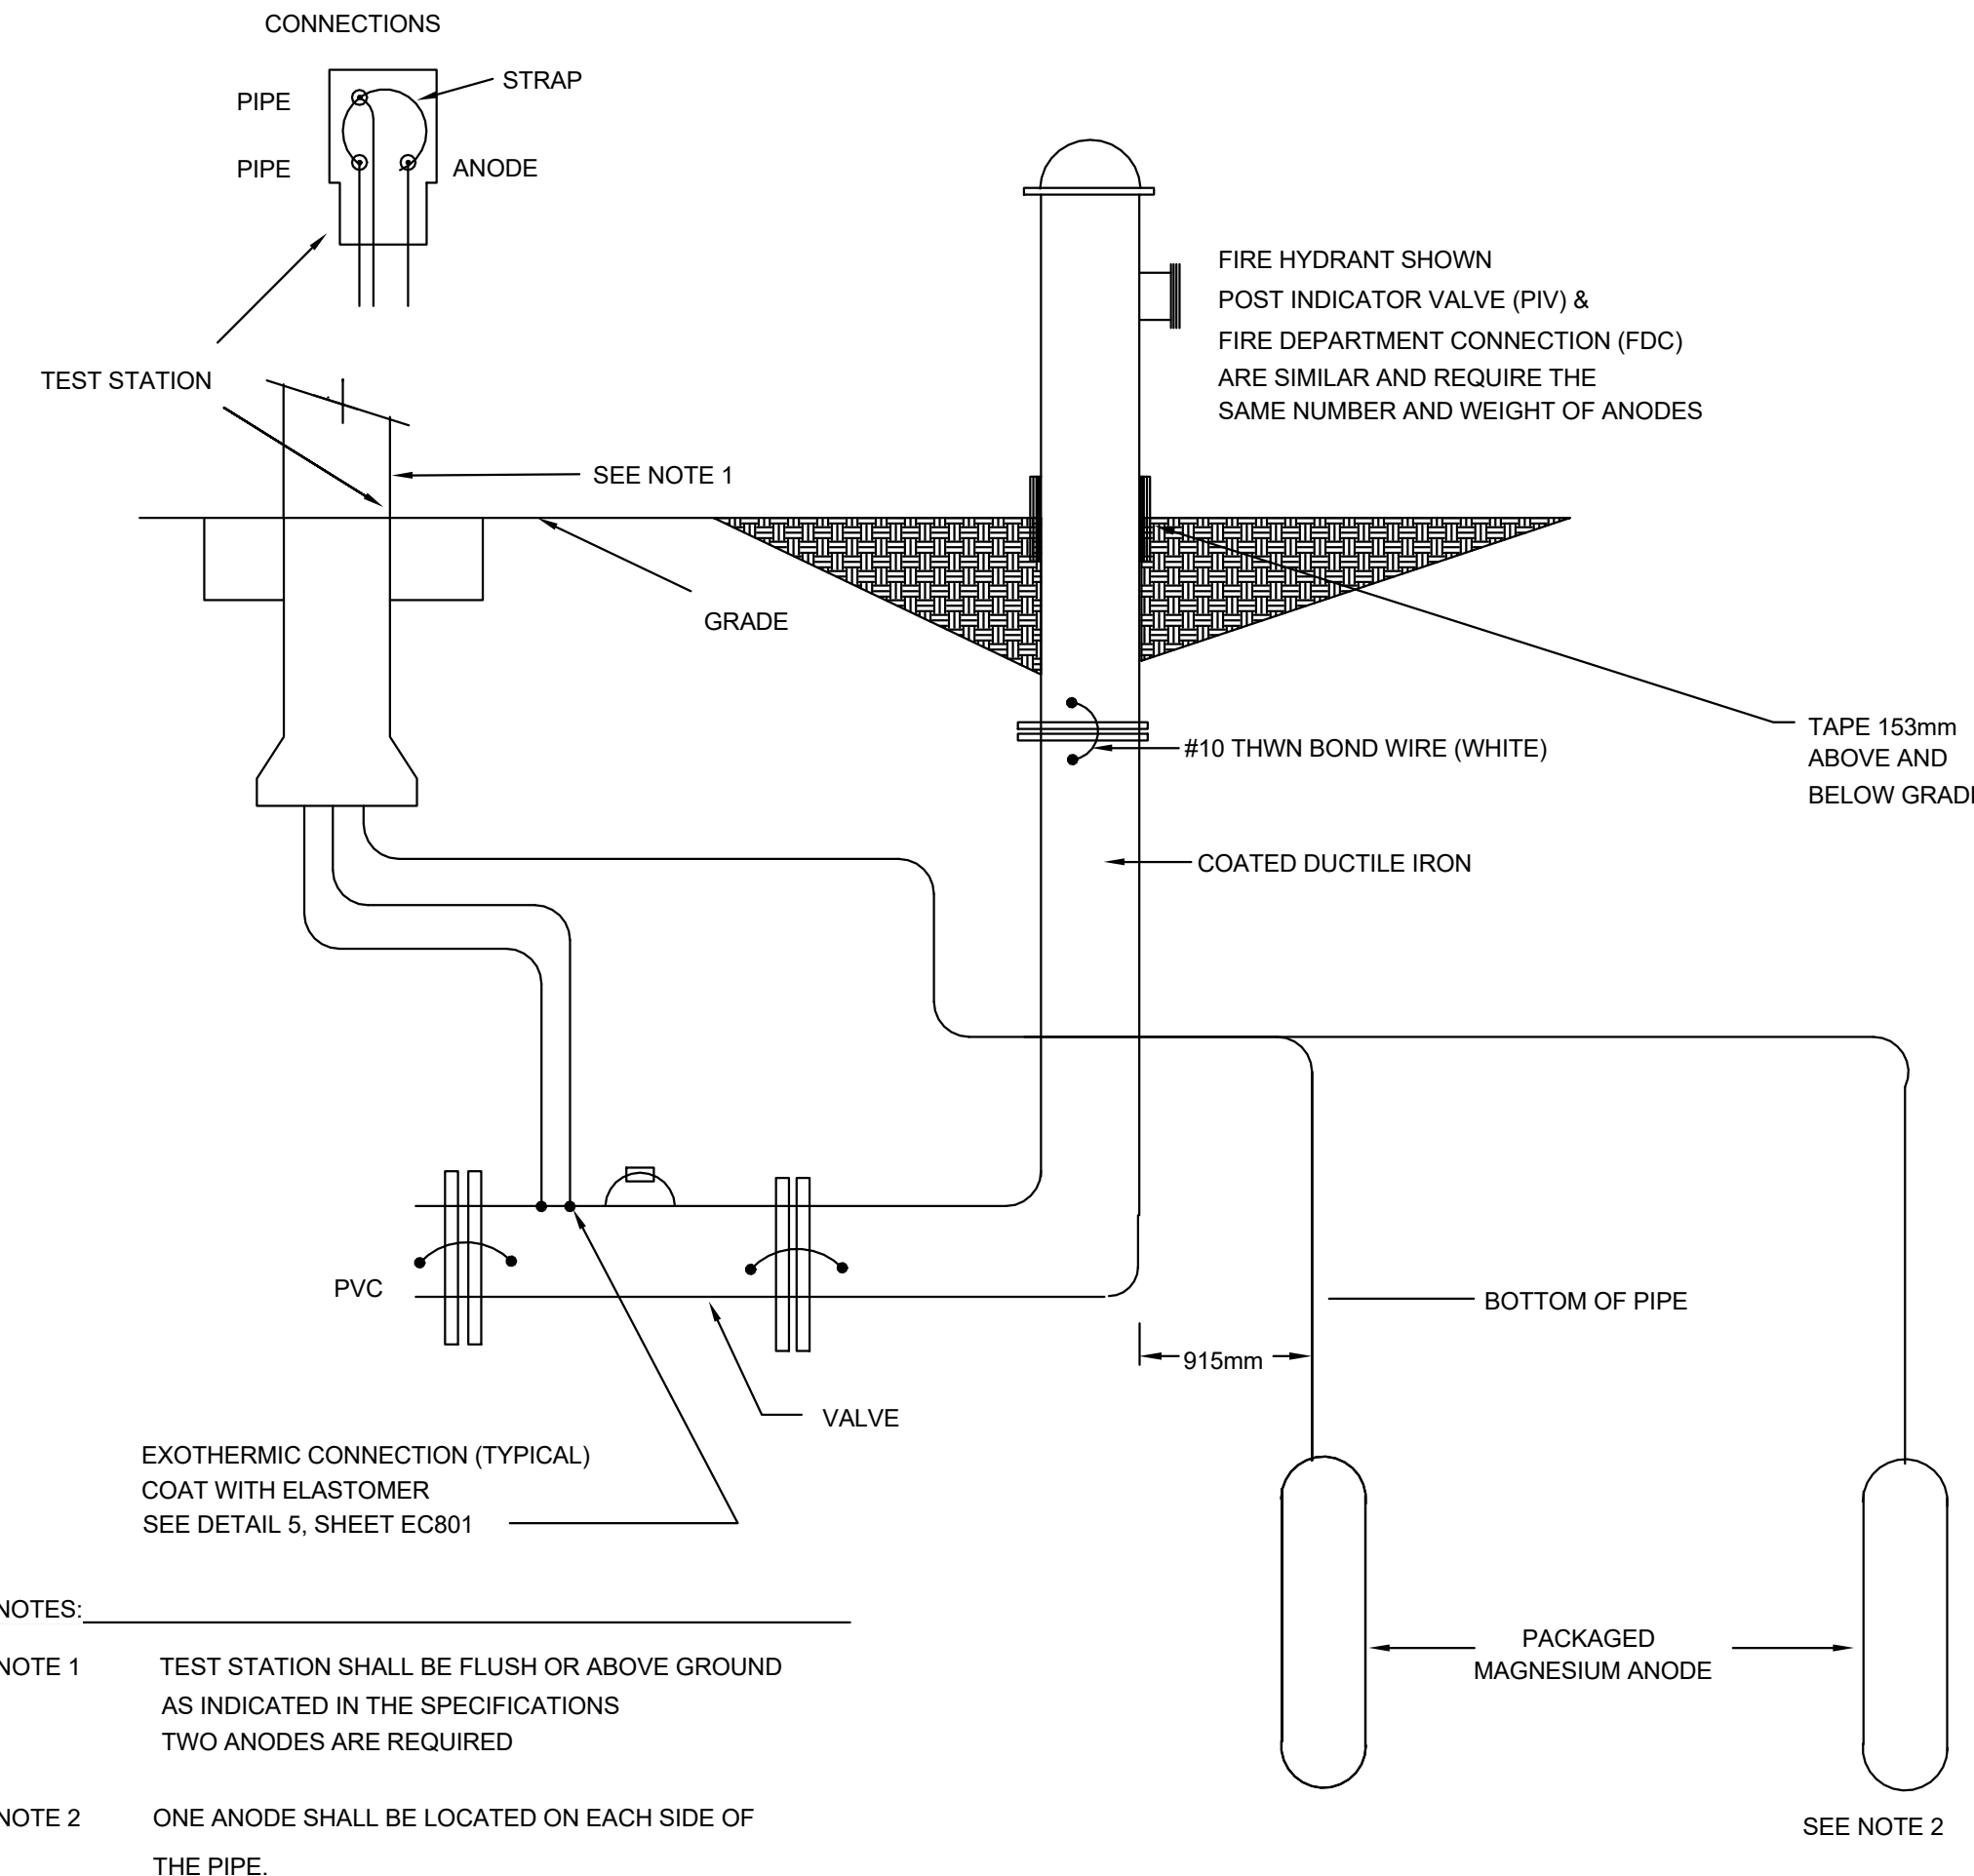 CONNECTIONS
STRAP
PIPE
PIPE
ANODE
TEST STATION
SEE NOTE 1
FIRE HYDRANT SHOWN
POST INDICATOR VALVE (PIV) &
FIRE DEPARTMENT CONNECTION (FDC)
ARE SIMILAR AND REQUIRE THE
SAME NUMBER AND WEIGHT OF ANODES
GRADE
#10 THWN BOND WIRE (WHITE)
TAPE 153mm
ABOVE AND
BELOW GRADE
COATED DUCTILE IRON
PVC
BOTTOM OF PIPE
915mm
VALVE
EXOTHERMIC CONNECTION (TYPICAL)
COAT WITH ELASTOMER
SEE DETAIL 5, SHEET EC801
PACKAGED
MAGNESIUM ANODE
SEE NOTE 2
NOTES:
NOTE 1 TEST STATION SHALL BE FLUSH OR ABOVE GROUND
AS INDICATED IN THE SPECIFICATIONS
TWO ANODES ARE REQUIRED
NOTE 2 ONE ANODE SHALL BE LOCATED ON EACH SIDE OF
THE PIPE.